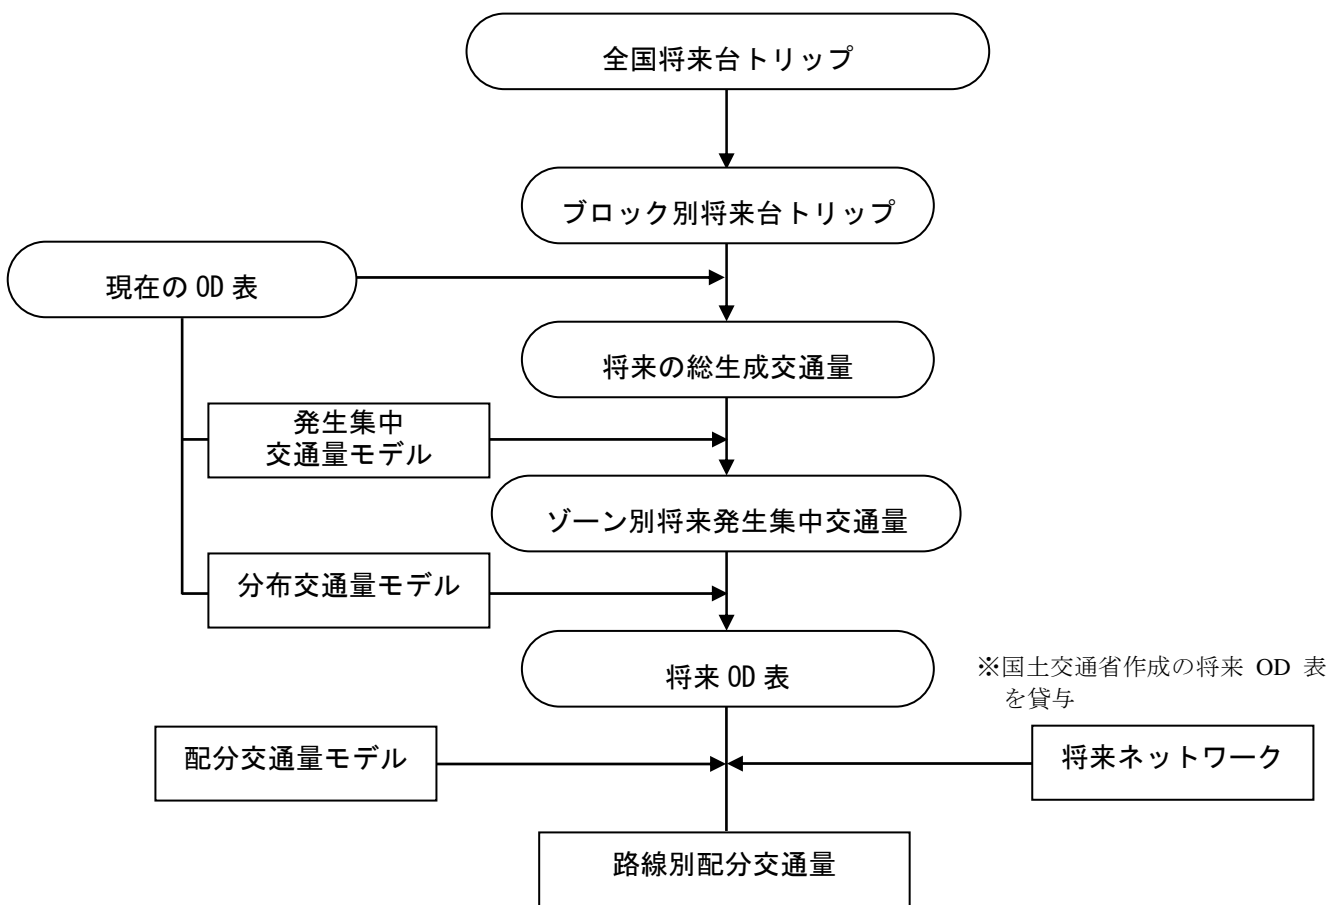 全国将来台トリップ
ブロック別将来台トリップ
現在の OD 表
将来の総生成交通量
発生集中
交通量モデル
ゾーン別将来発生集中交通量
分布交通量モデル
将来 OD 表
※国土交通省作成の将来 OD 表
を貸与
配分交通量モデル
将来ネットワーク
路線別配分交通量